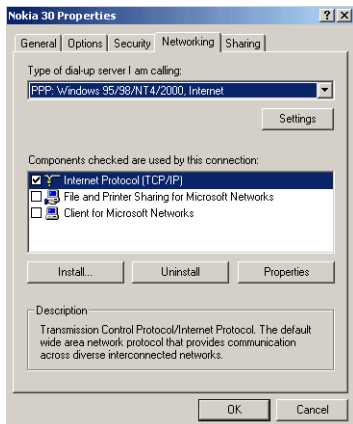 Nokia 30 Properties
General
Options
Security
Networking
Sharing
Type of dial-up server I am calling:
PPP: Windows 95/98/NT4/2000, Internet
Settings
Components checked are used by this connection:
Internet Protocol (TCP/IP)
File and Printer Sharing for Microsoft Networks
Client for Microsoft Networks
Install...
Uninstall
Properties
Description
Transmission Control Protocol/Internet Protocol. The default
wide area network protocol that provides communication
across diverse interconnected networks.
OK
Cancel